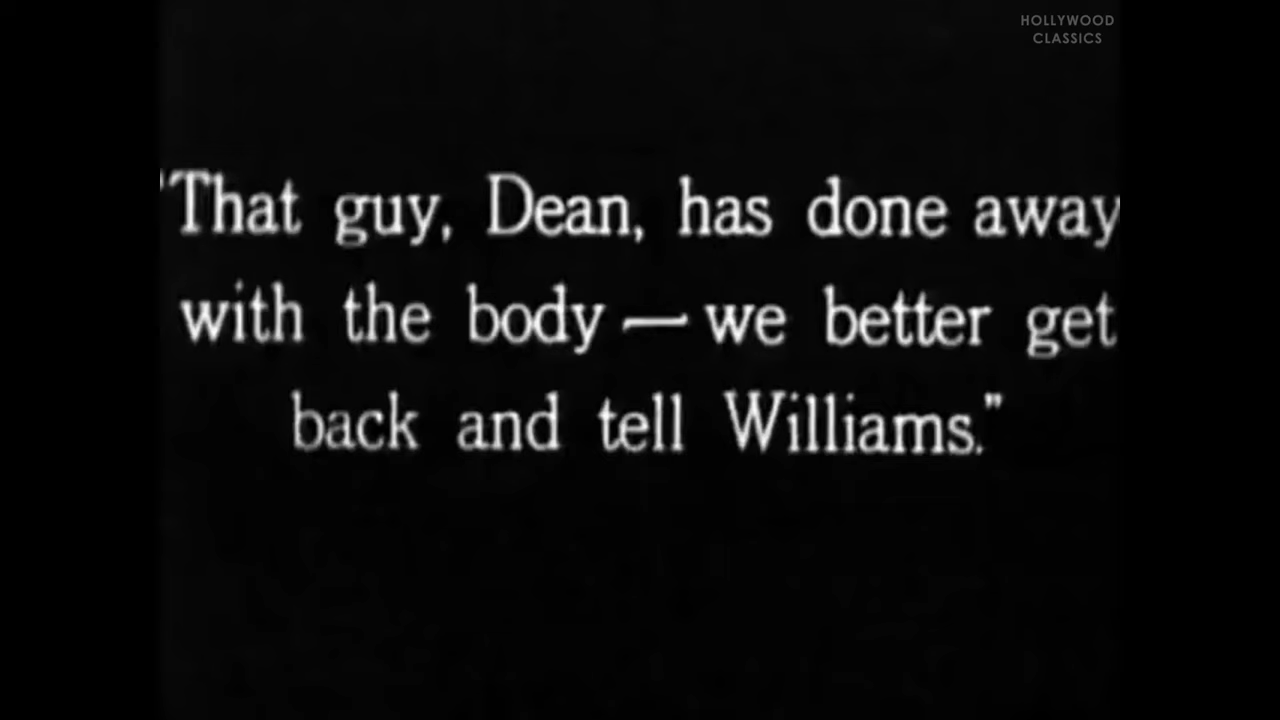 HOLLYWOOD
CLASSICS
"That guy, Dean, has done away
with the body — we better get
back and tell Williams."